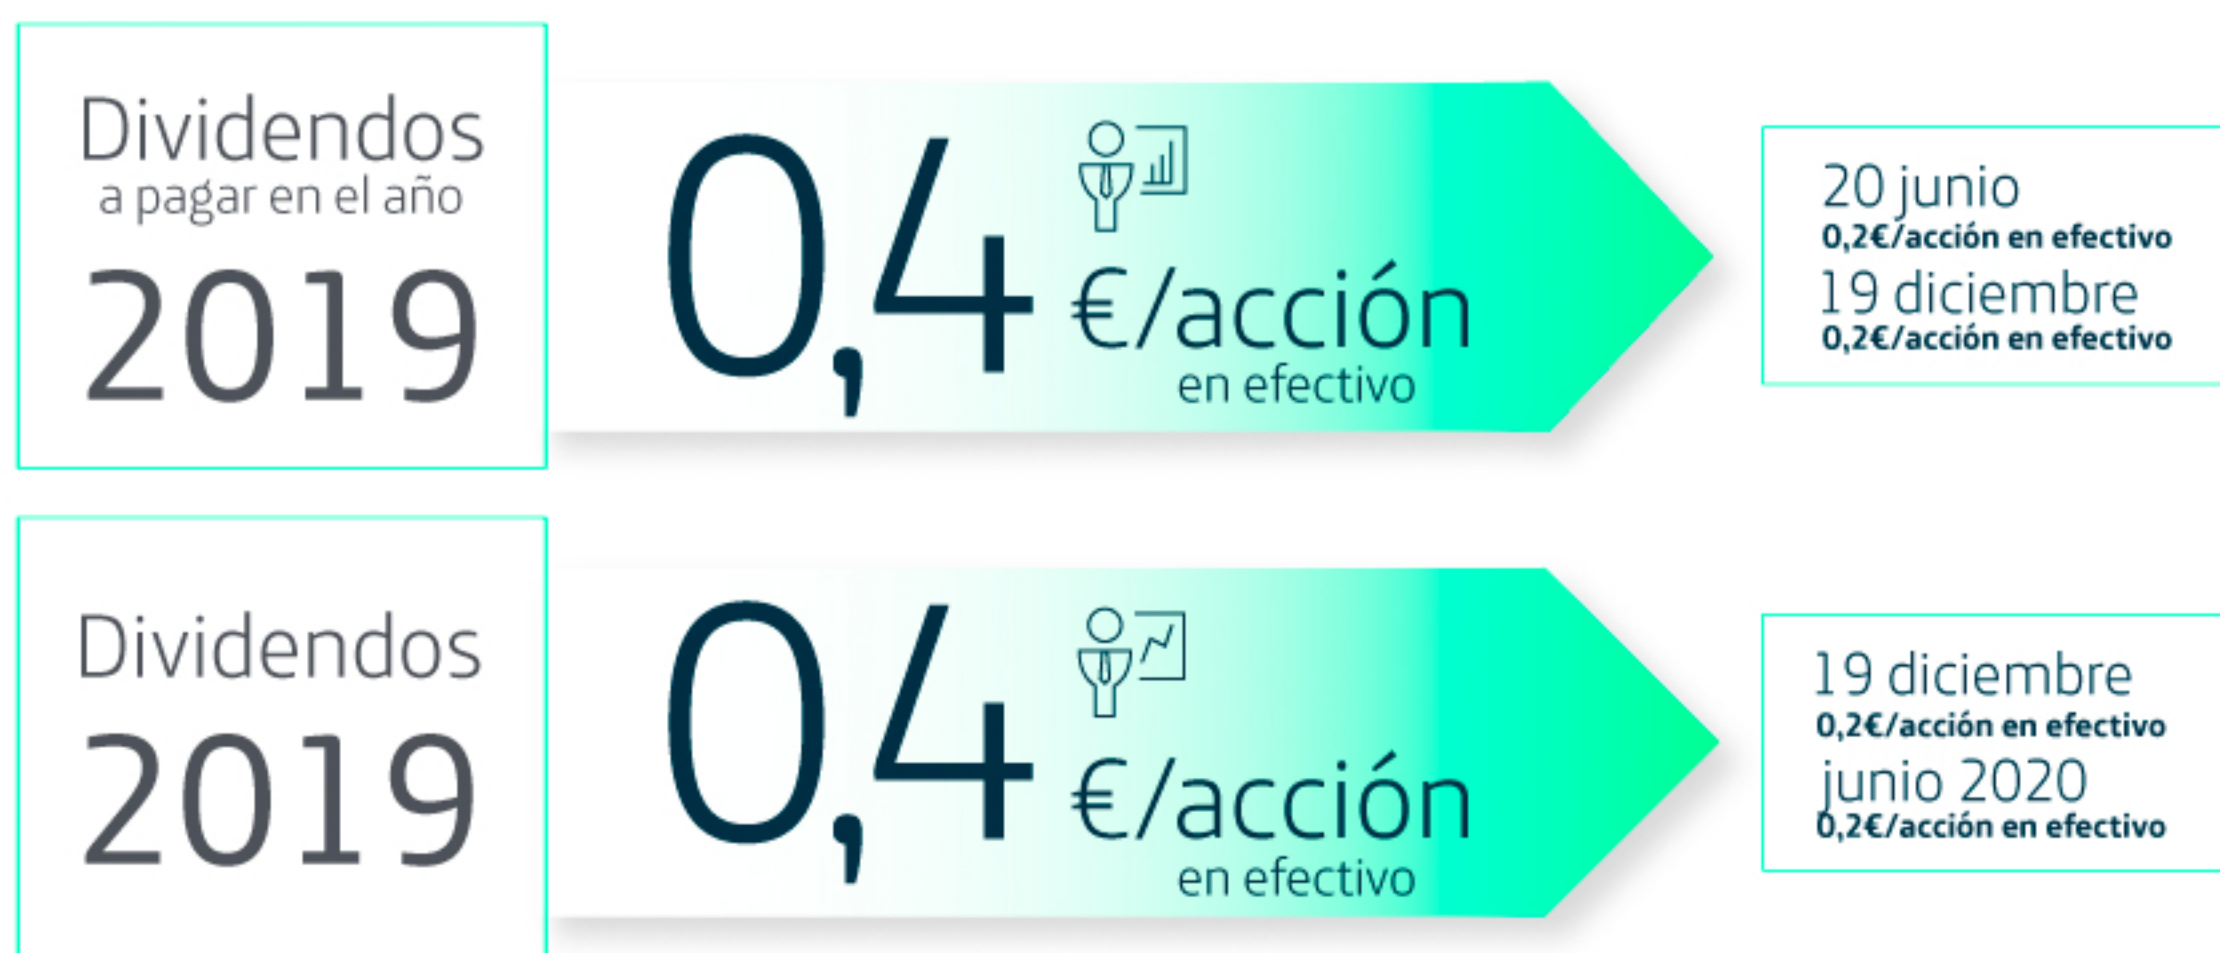 Dividendos
a pagar en el año
2019
0,4
€/acción
en efectivo
20 junio
0,2€/acción en efectivo
19 diciembre
0,2€/acción en efectivo
Dividendos
2019
0,4
€/acción
en efectivo
19 diciembre
0,2€/acción en efectivo
junio 2020
0,2€/acción en efectivo